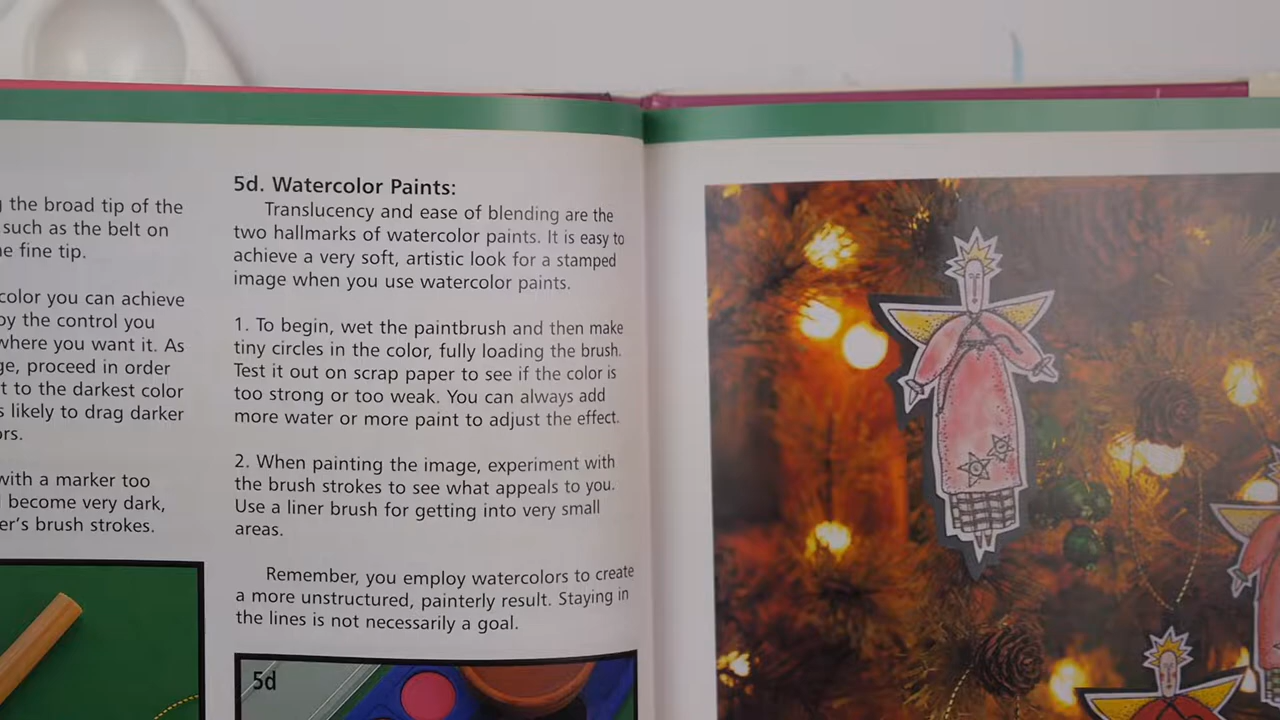 the broad tip of the
such as the belt on
fine tip.
color you can achieve
by the control you
where you want it. As
proceed in order
to the darkest color
likely to drag darker
with a marker too
become very dark,
brush strokes.
5d. Watercolor Paints:
Translucency and ease of blending are the
two hallmarks of watercolor paints. It is easy to
achieve a very soft, artistic look for a stamped
image when you use watercolor paints.
1. To begin, wet the paintbrush and then make
tiny circles in the color, fully loading the brush.
Test it out on scrap paper to see if the color is
too strong or too weak. You can always add
more water or more paint to adjust the effect.
2. When painting the image, experiment with
the brush strokes to see what appeals to you.
Use a liner brush for getting into very small
areas.
Remember, you employ watercolors to create
a more unstructured, painterly result. Staying in
the lines is not necessarily a goal.
5d